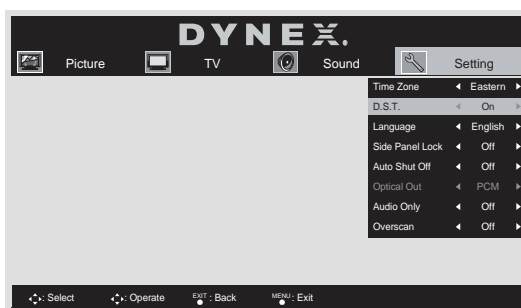 DYNEX.
Picture TV Sound Setting
Time Zone Eastern
D.S.T. On
Language English
Side Panel Lock Off
Auto Shut Off Off
Optical Out PCM
Audio Only Off
Overscan Off
: Select : Operate EXIT : Back MENU : Exit